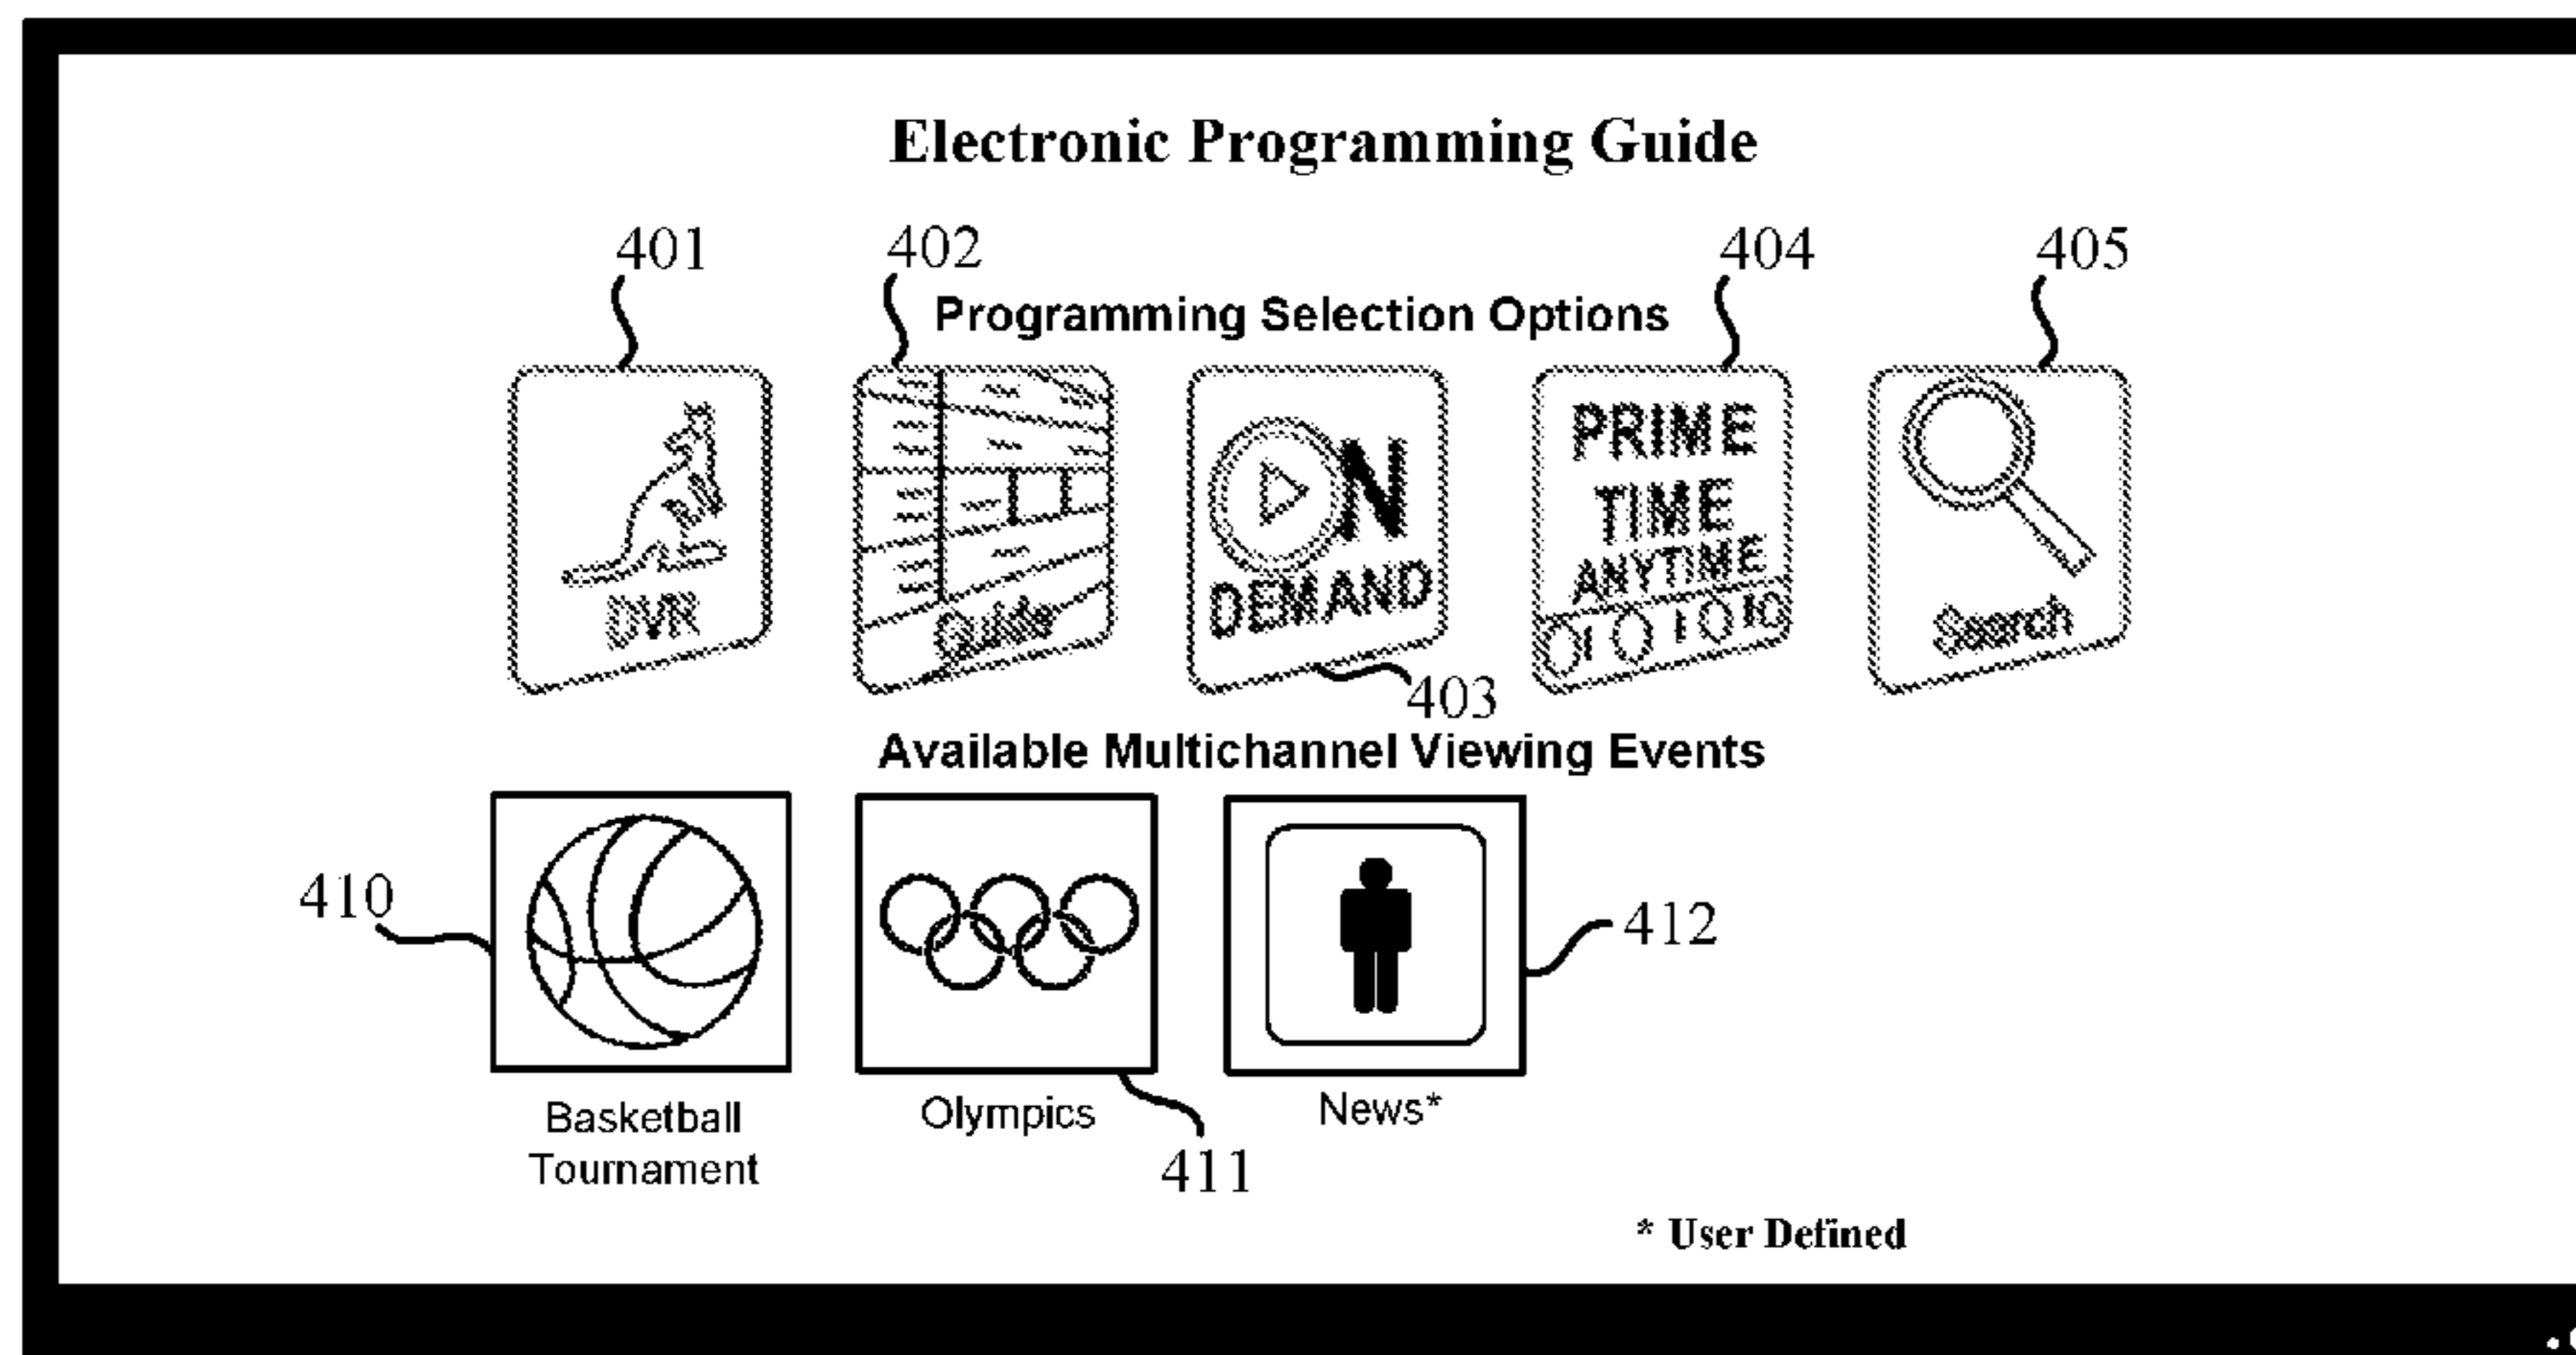 Electronic Programming Guide
401
402
404
405
Programming Selection Options
DVR
Guide
ON
DEMAND
PRIME
TIME
ANYTIME
Search
403
Available Multichannel Viewing Events
410
412
Basketball
Tournament
Olympics
News*
411
* User Defined